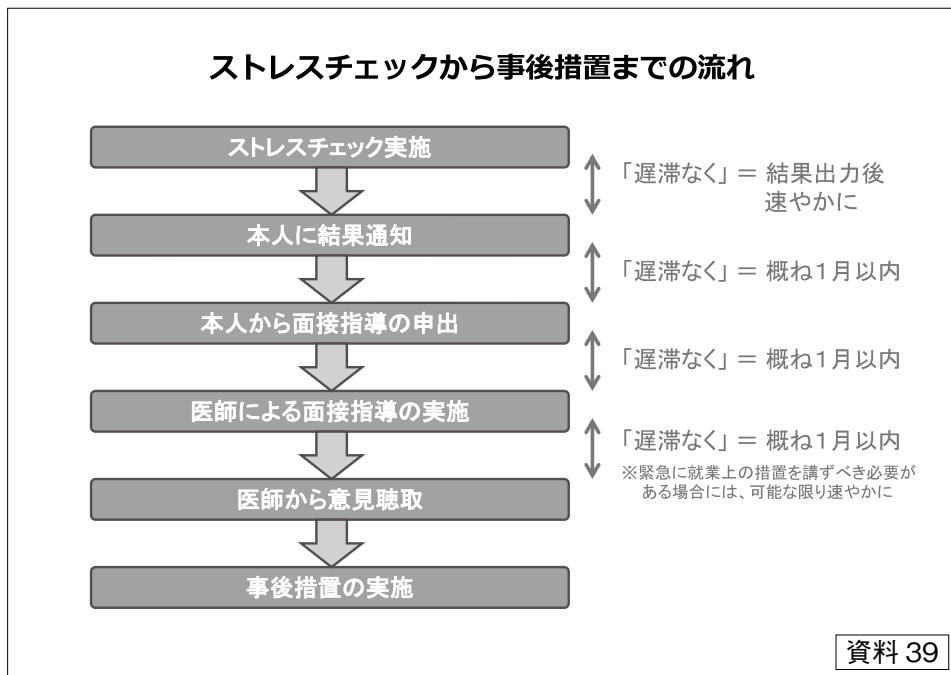 ストレスチェックから事後措置までの流れ
ストレスチェック実施
「遅滞なく」 = 結果出力後
速やかに
本人に結果通知
「遅滞なく」 = 概ね1月以内
本人から面接指導の申出
「遅滞なく」 = 概ね1月以内
医師による面接指導の実施
「遅滞なく」 = 概ね1月以内
※緊急に就業上の措置を講ずべき必要が
ある場合には、可能な限り速やかに
医師から意見聴取
事後措置の実施
資料 39